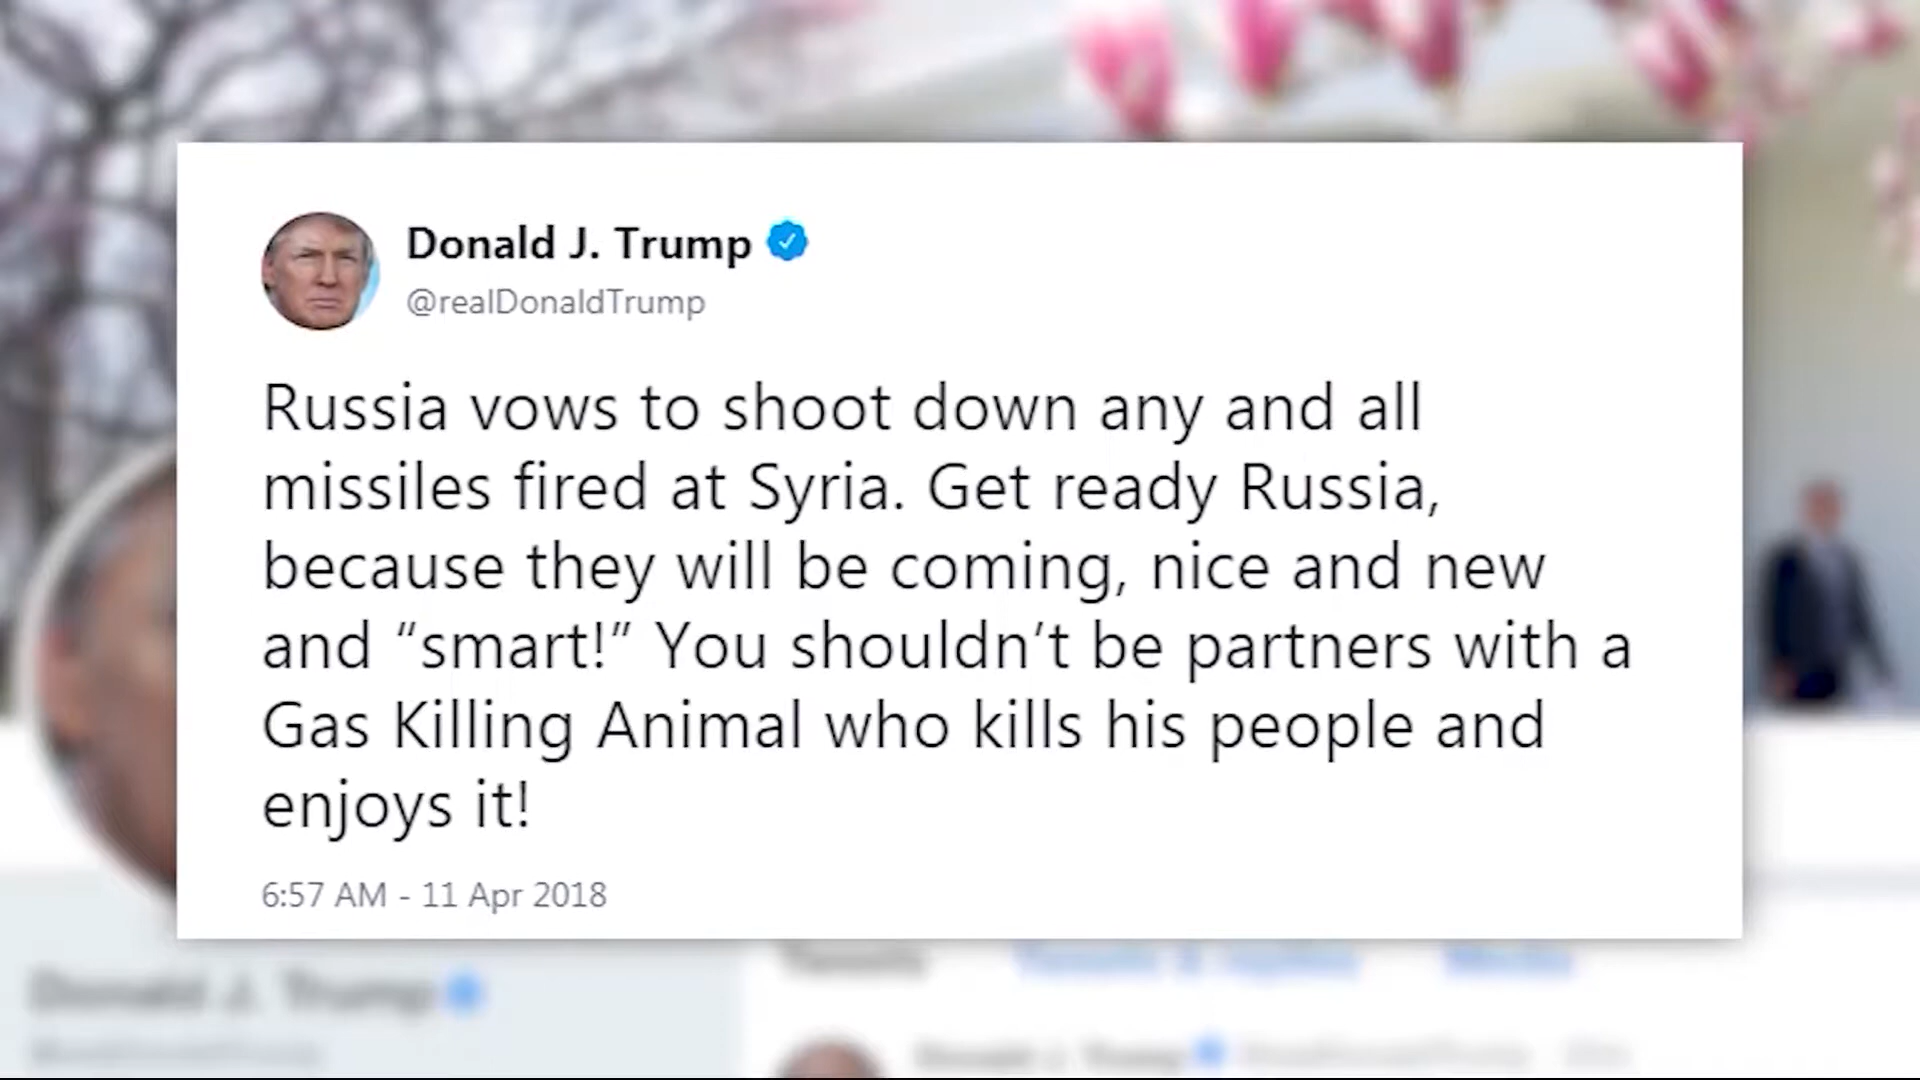 Donald J. Trump
@realDonaldTrump
Russia vows to shoot down any and all
missiles fired at Syria. Get ready Russia,
because they will be coming, nice and new
and “smart!” You shouldn’t be partners with a
Gas Killing Animal who kills his people and
enjoys it!
6:57 AM - 11 Apr 2018
Donald J. Trump